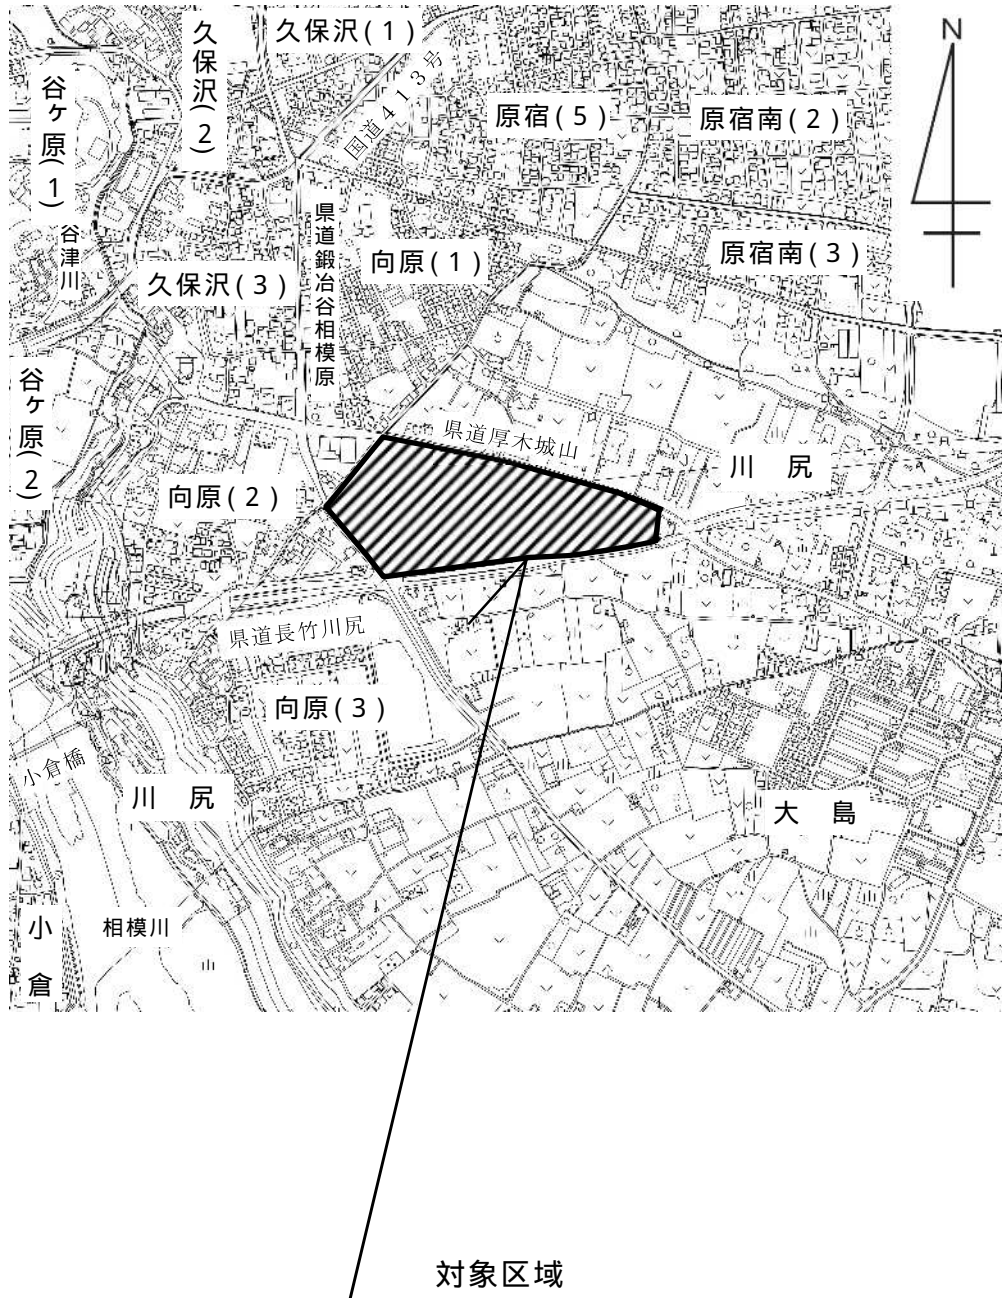 久保沢(1)
久保沢(2)
N
谷ヶ原(1)
国道413号
原宿(5)
原宿南(2)
谷津川
県道鍛冶谷相模原
向原(1)
原宿南(3)
久保沢(3)
谷ヶ原(2)
県道厚木城山
川 尻
向原(2)
県道長竹川尻
向原(3)
小倉橋
川 尻
大 島
小 倉
相模川
対象区域